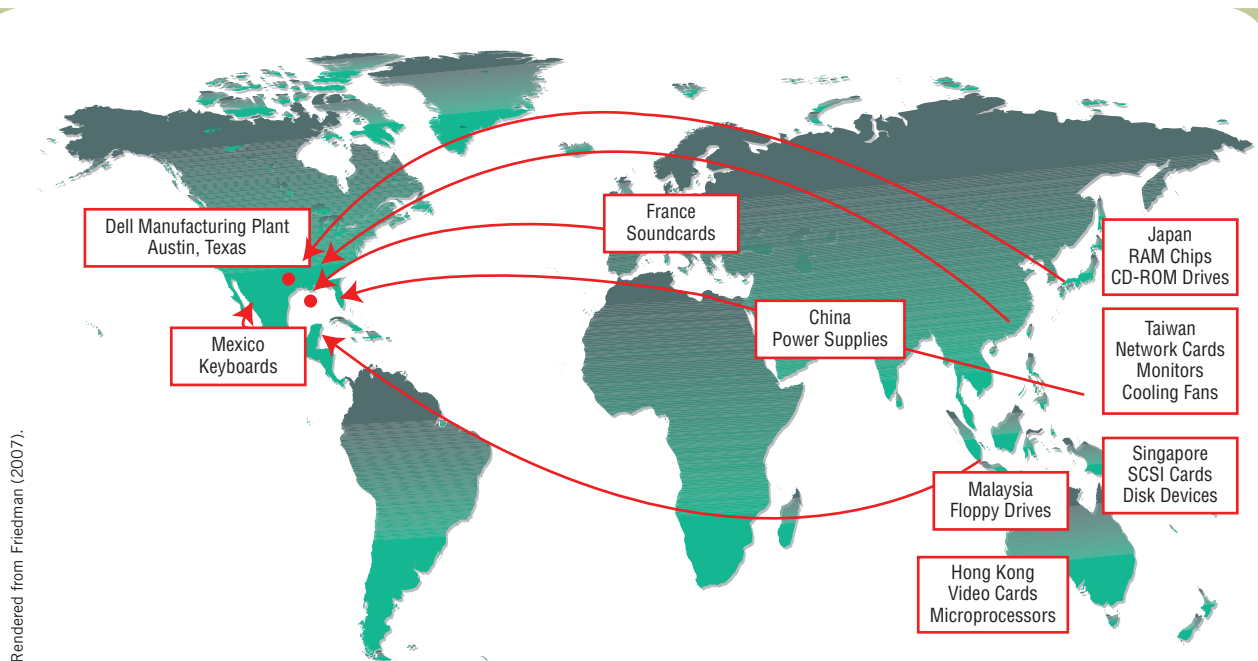 Dell Manufacturing Plant
Austin, Texas
France
Soundcards
Japan
RAM Chips
CD-ROM Drives
Mexico
Keyboards
China
Power Supplies
Taiwan
Network Cards
Monitors
Cooling Fans
Singapore
SCSI Cards
Disk Devices
Malaysia
Floppy Drives
Hong Kong
Video Cards
Microprocessors
Rendered from Friedman (2007).